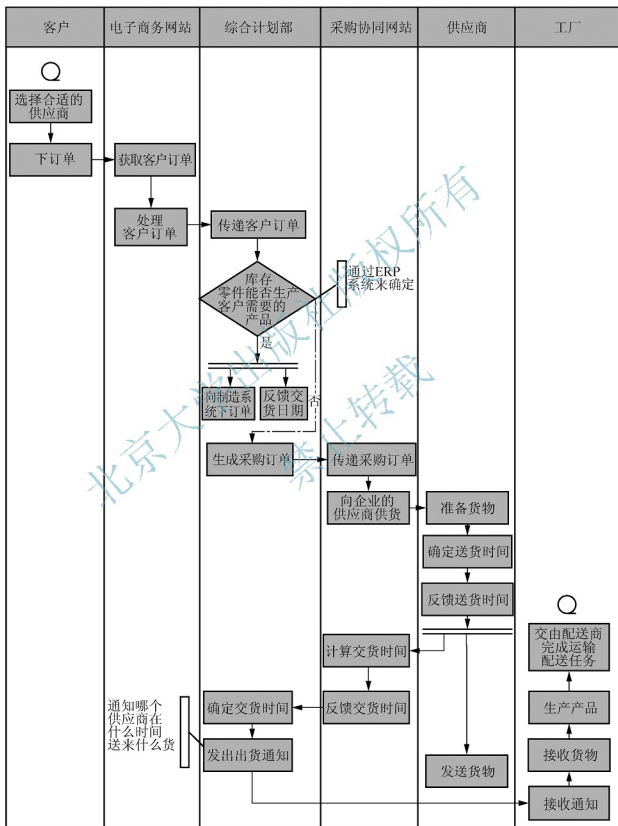 客户
电子商务网站
综合计划部
采购协同网站
供应商
工厂
选择合适的
供应商
下订单
获取客户订单
处理
客户订单
传递客户订单
库存
零件能否生产
客户需要的
产品
通过ERP
系统来确定
是
向制造系
统下订单
反馈交
货日期
否
生成采购订单
传递采购订单
向企业的
供应商供货
准备货物
确定送货时间
反馈送货时间
计算交货时间
反馈交货时间
确定交货时间
发出出货通知
通知哪个
供应商在
什么时间
送来什么货
发送货物
交由配送商
完成运输
配送任务
生产产品
接收货物
接收通知
北京大学出版社版权所有
禁止转载